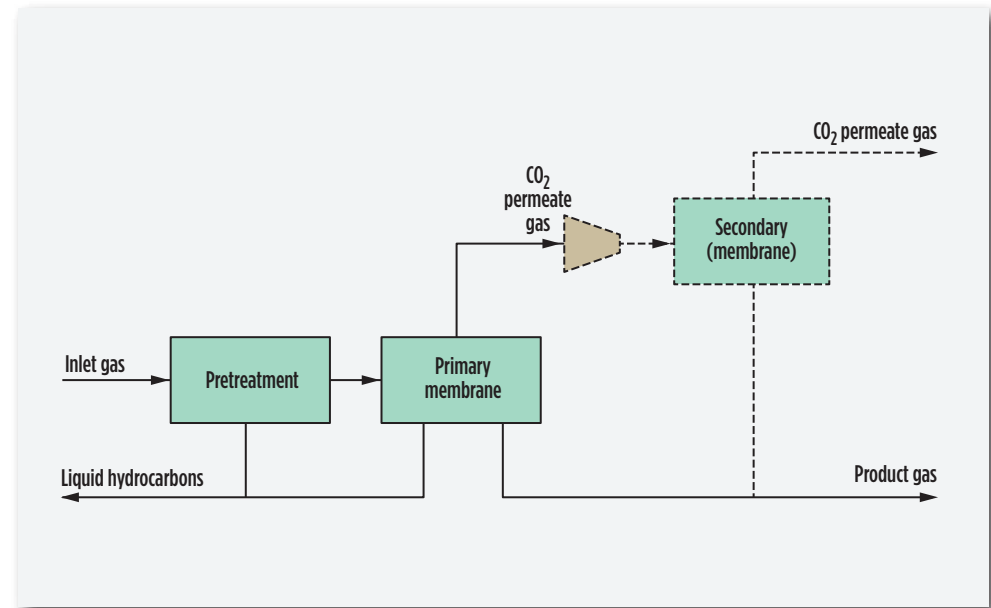 CO2 permeate gas
CO2
permeate
gas
Secondary
(membrane)
Inlet gas
Pretreatment
Primary
membrane
Liquid hydrocarbons
Product gas